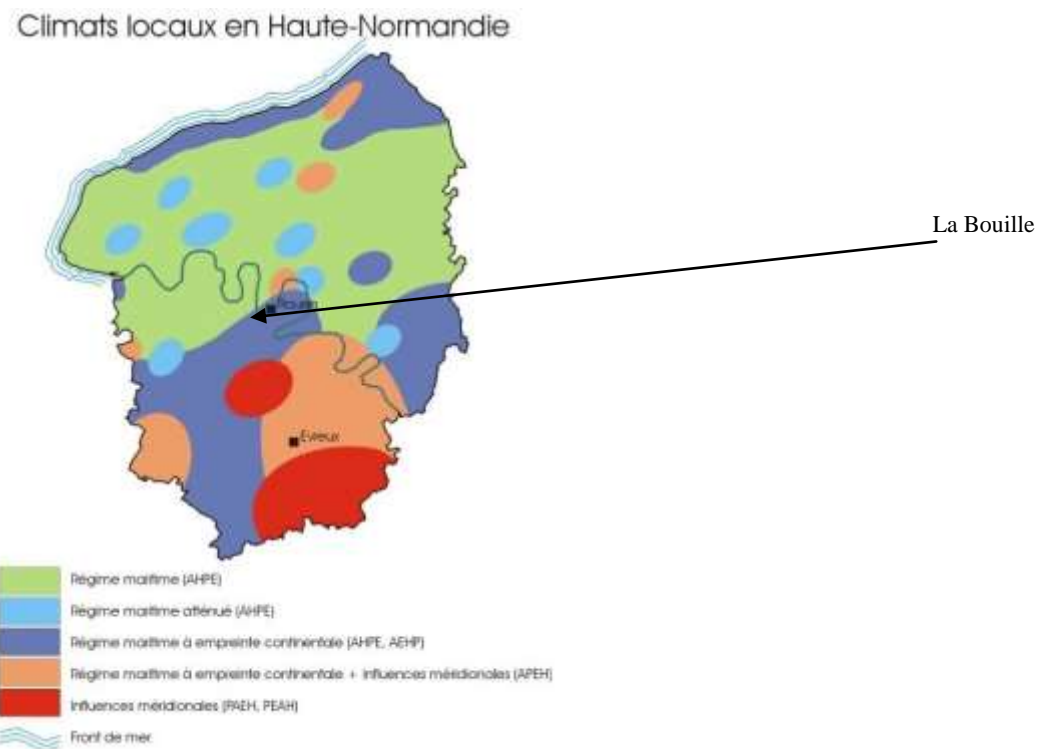 Climats locaux en Haute-Normandie
La Bouille
Rouen
Evreux
Régime maritime (AHPE)
Régime maritime atténué (AHPE)
Régime maritime à empreinte continentale (AHPE, AEHP)
Régime maritime à empreinte continentale + influences méridionales (APEH)
Influences méridionales (PAEH, PEAH)
Front de mer